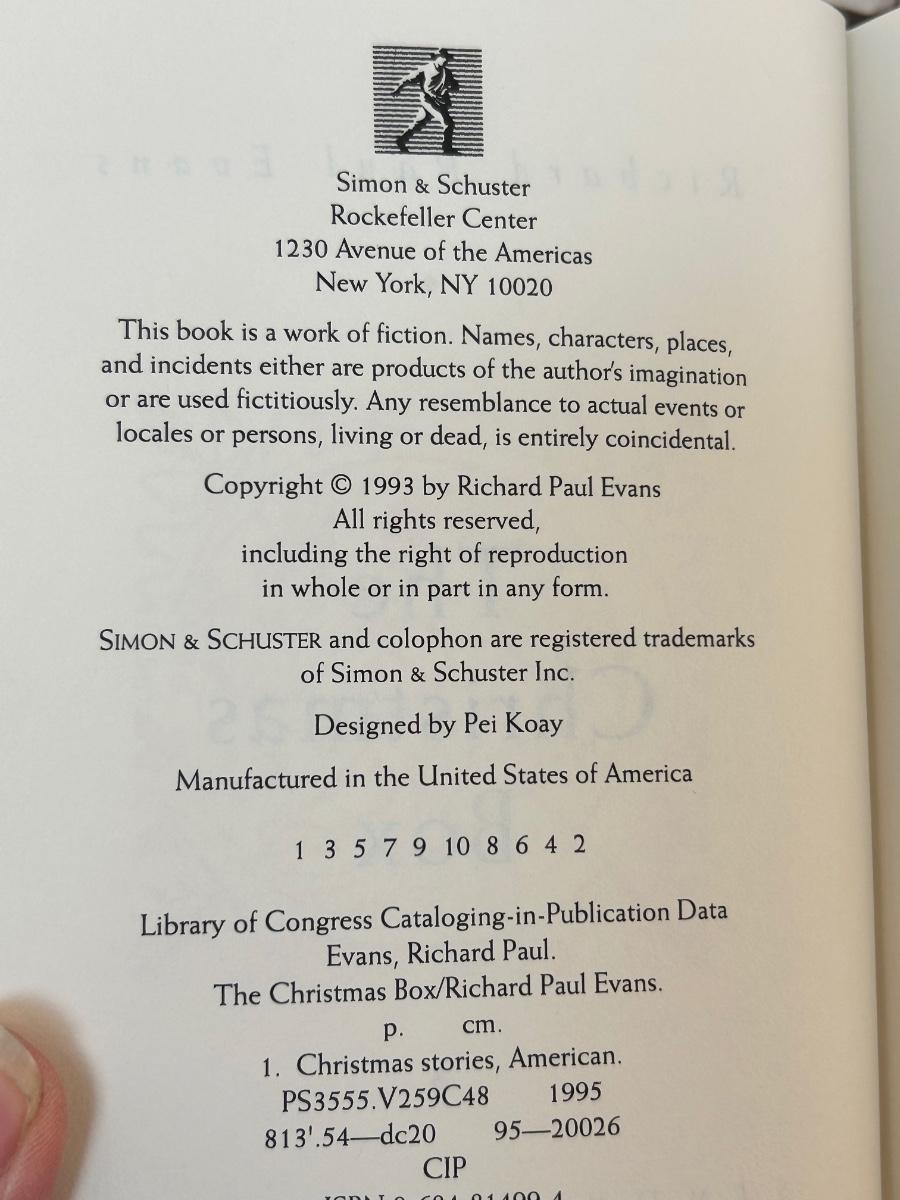 Simon & Schuster
Rockefeller Center
1230 Avenue of the Americas
New York, NY 10020
This book is a work of fiction. Names, characters, places,
and incidents either are products of the author's imagination
or are used fictitiously. Any resemblance to actual events or
locales or persons, living or dead, is entirely coincidental.
Copyright © 1993 by Richard Paul Evans
All rights reserved,
including the right of reproduction
in whole or in part in any form.
SIMON & SCHUSTER and colophon are registered trademarks
of Simon & Schuster Inc.
Designed by Pei Koay
Manufactured in the United States of America
1 3 5 7 9 10 8 6 4 2
Library of Congress Cataloging-in-Publication Data
Evans, Richard Paul.
The Christmas Box/Richard Paul Evans.
p. cm.
1. Christmas stories, American.
PS3555.V259C48 1995
813'.54—dc20 95—20026
CIP